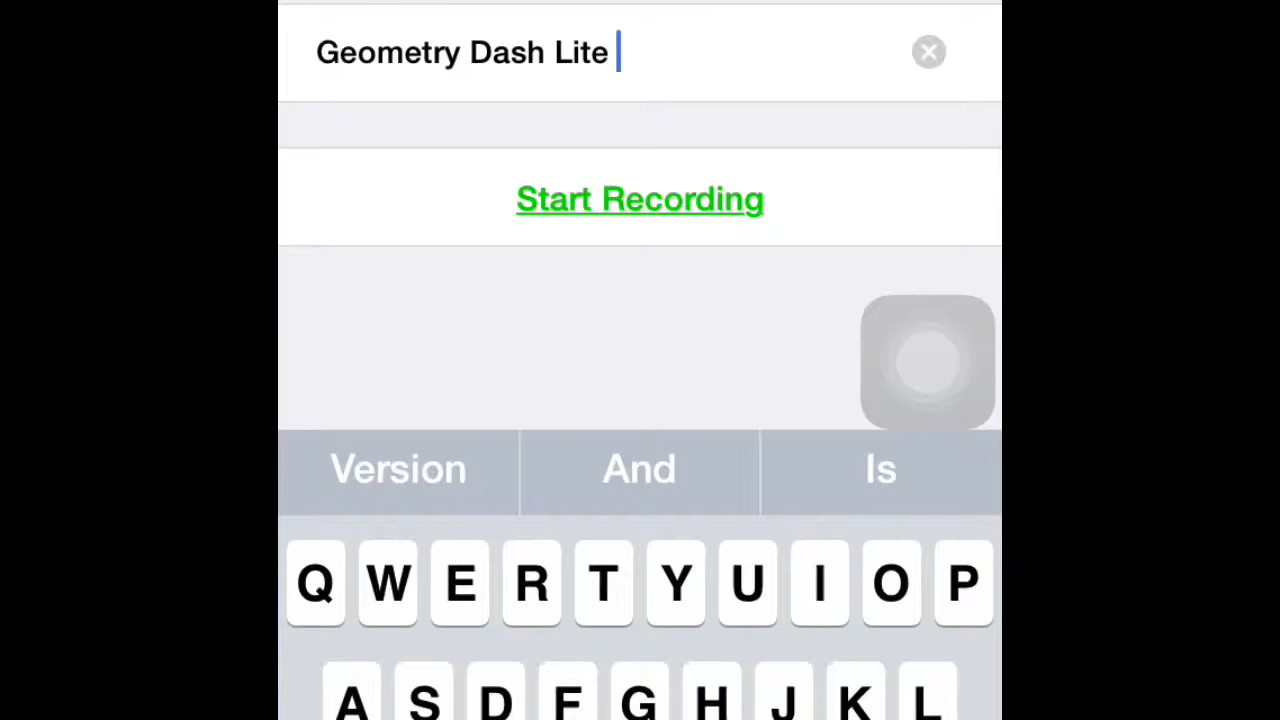 Geometry Dash Lite
Start Recording
Version And Is
Q W E R T Y U I O P
A S D F G H J K L